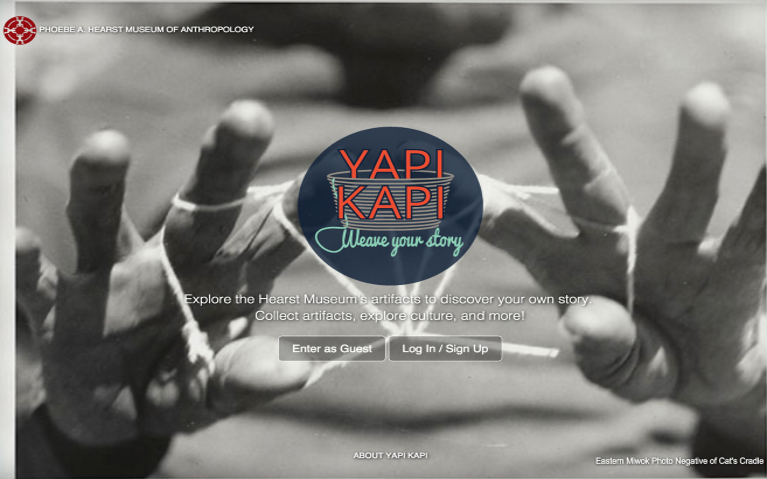 PHOEBE A. HEARST MUSEUM OF ANTHROPOLOGY
YAPI
KAPI
Weave your story
Explore the Hearst Museum's artifacts to discover your own story.
Collect artifacts, explore culture, and more!
Enter as Guest
Log In / Sign Up
ABOUT YAPI KAPI
Eastern Miwok Photo Negative of Cat's Cradle